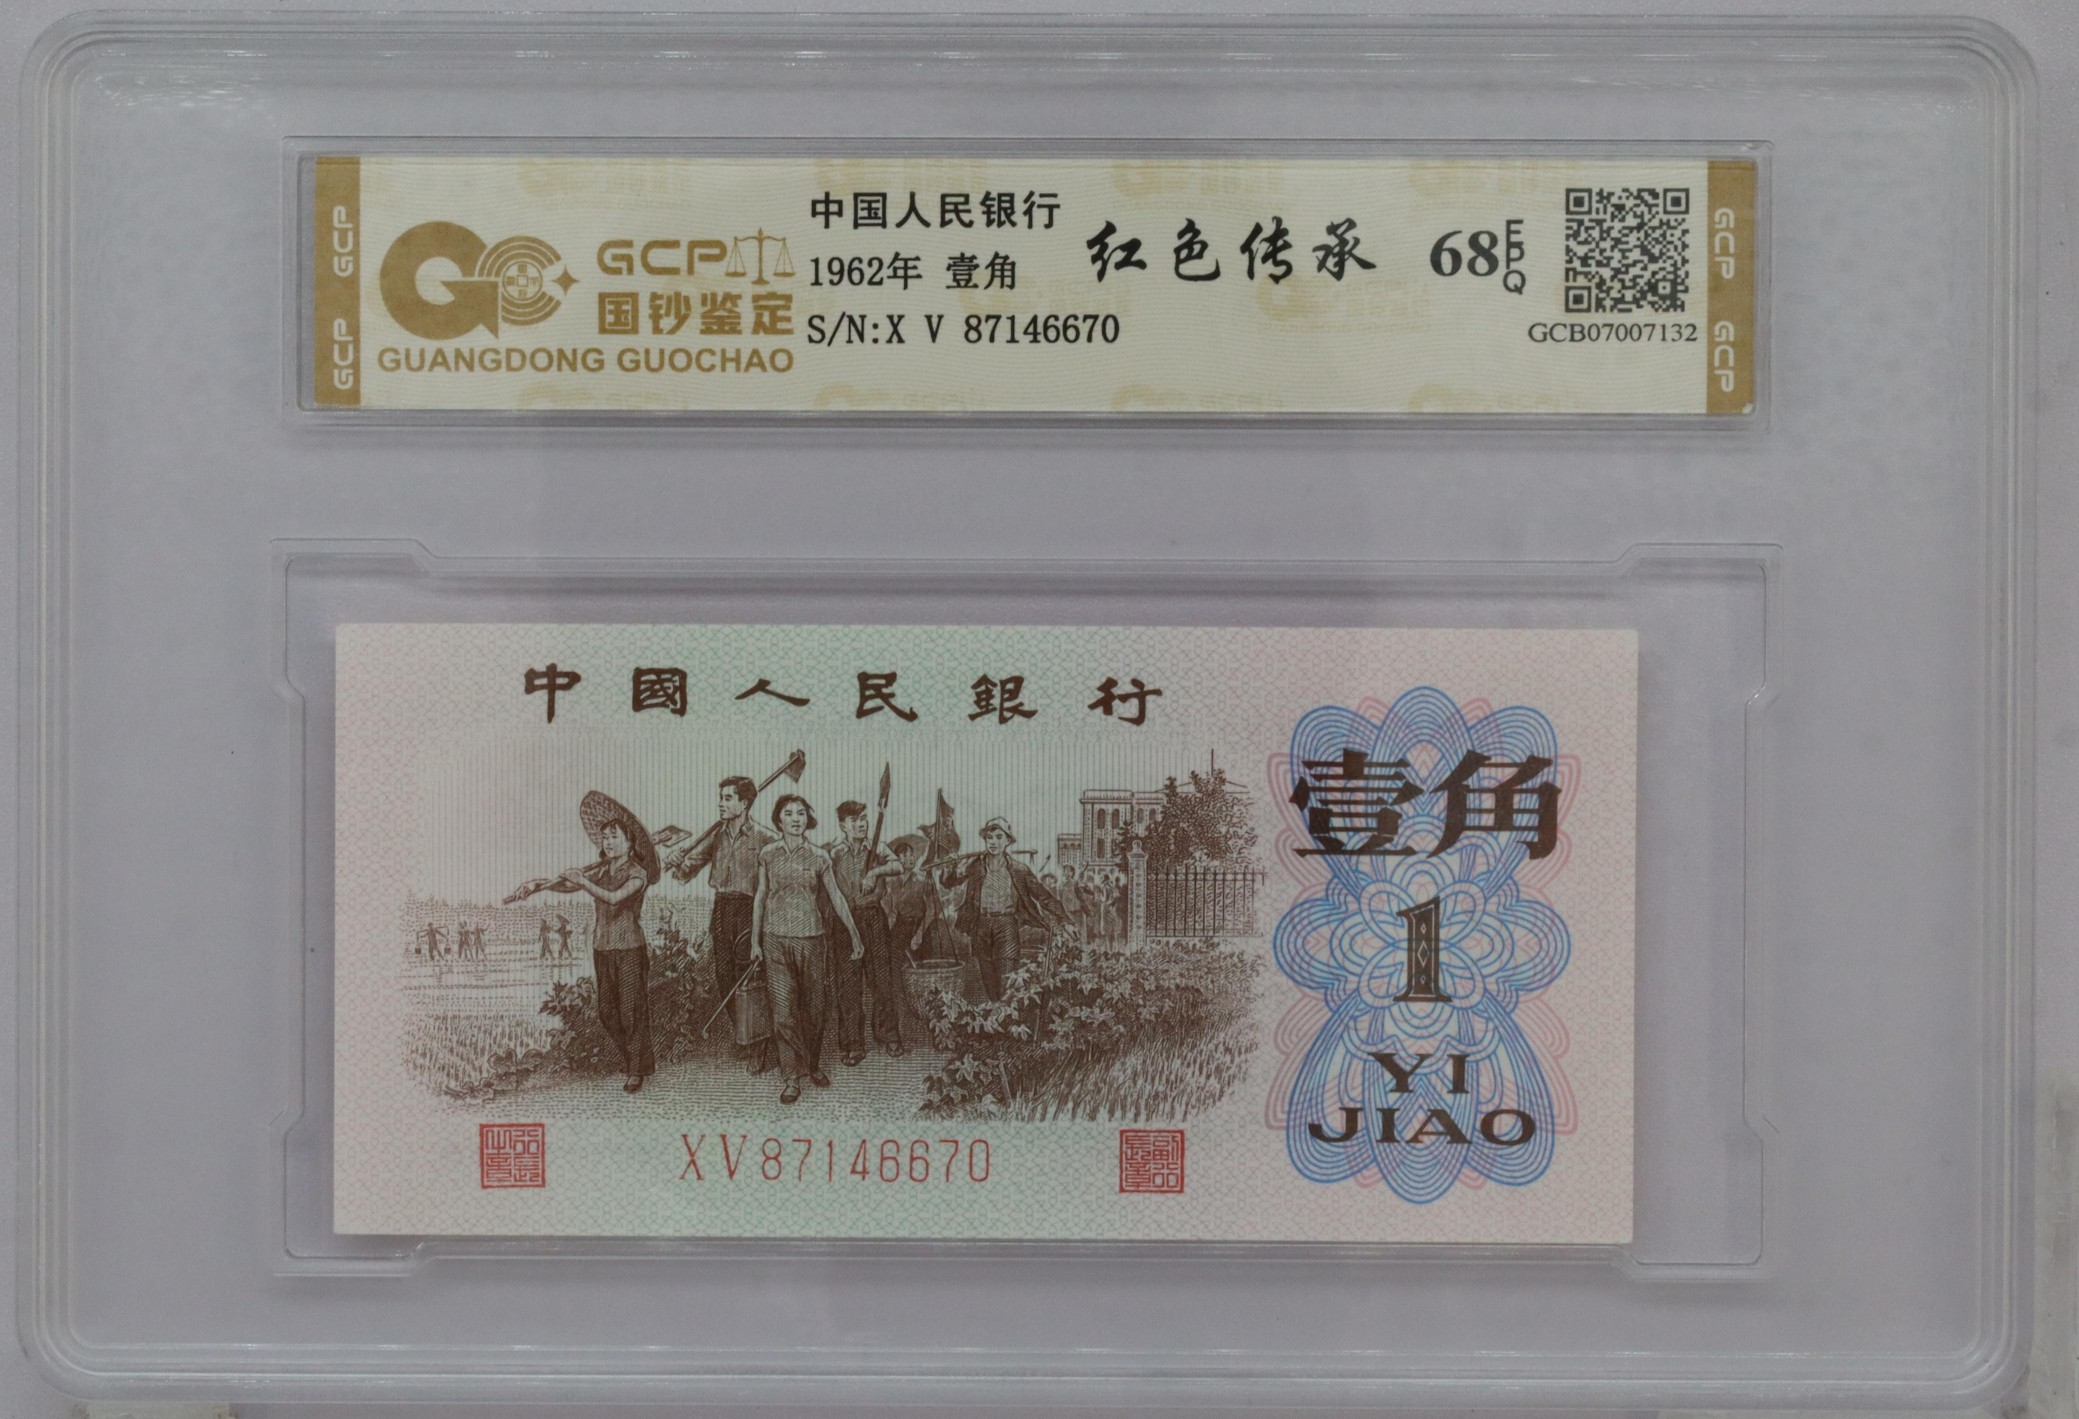 GCP
GCP
GCP
国钞鉴定
GUANGDONG GUOCHAO
中国人民银行
1962年 壹角
S/N:X V 87146670
红色传承
68 EPQ
GCB07007132
GCP
GCP
中國人民銀行
壹角
1
YI
JIAO
XV87146670